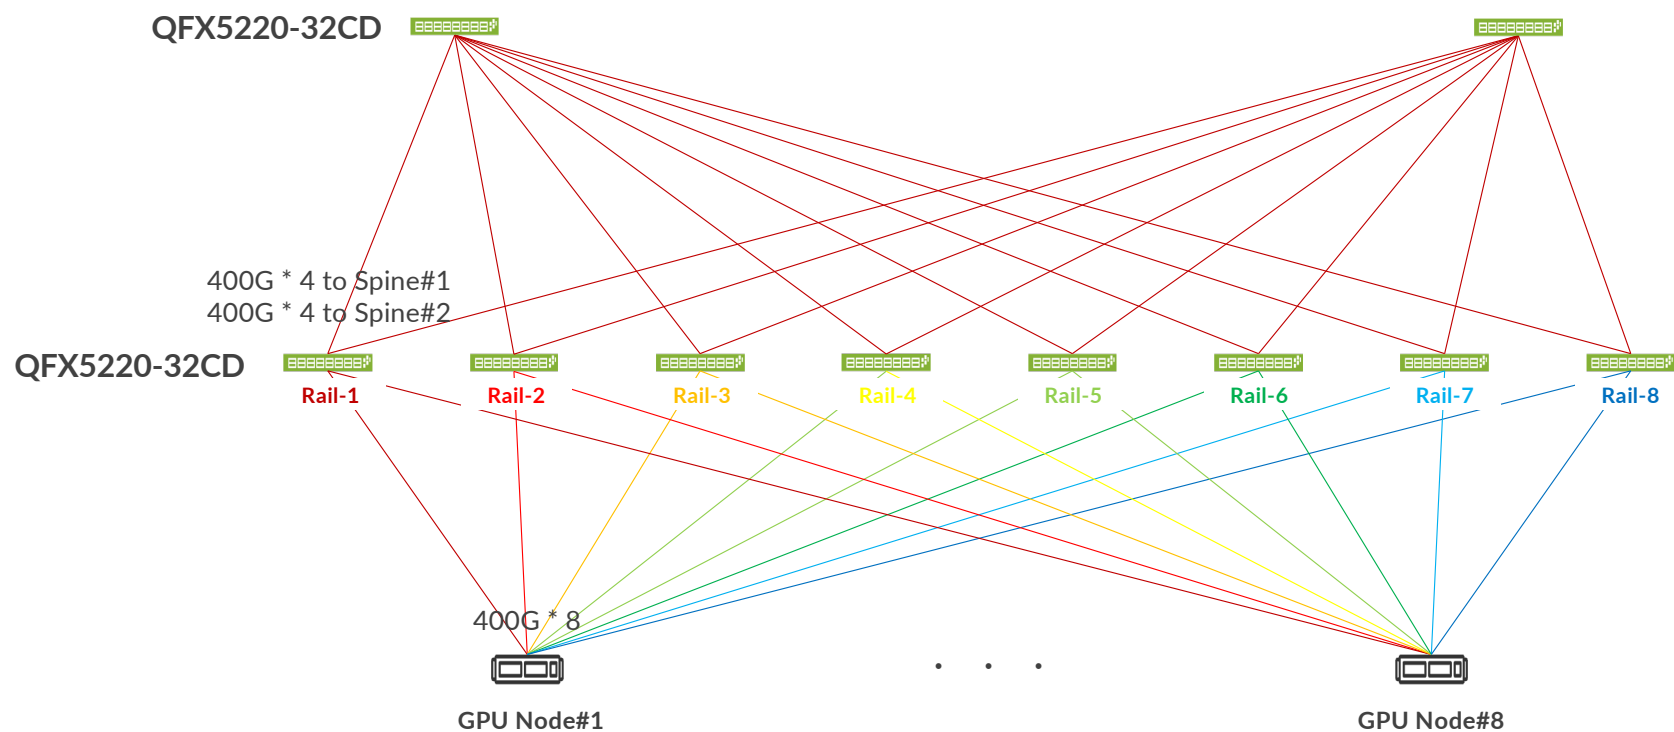 QFX5220-32CD
400G * 4 to Spine#1
400G * 4 to Spine#2
QFX5220-32CD
Rail-1
Rail-2
Rail-3
Rail-4
Rail-5
Rail-6
Rail-7
Rail-8
400G * 8
. . .
GPU Node#1
GPU Node#8